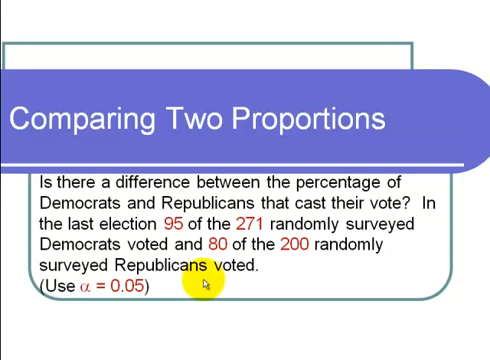 Comparing Two Proportions
Is there a difference between the percentage of
Democrats and Republicans that cast their vote? In
the last election 95 of the 271 randomly surveyed
Democrats voted and 80 of the 200 randomly
surveyed Republicans voted.
(Use α = 0.05)